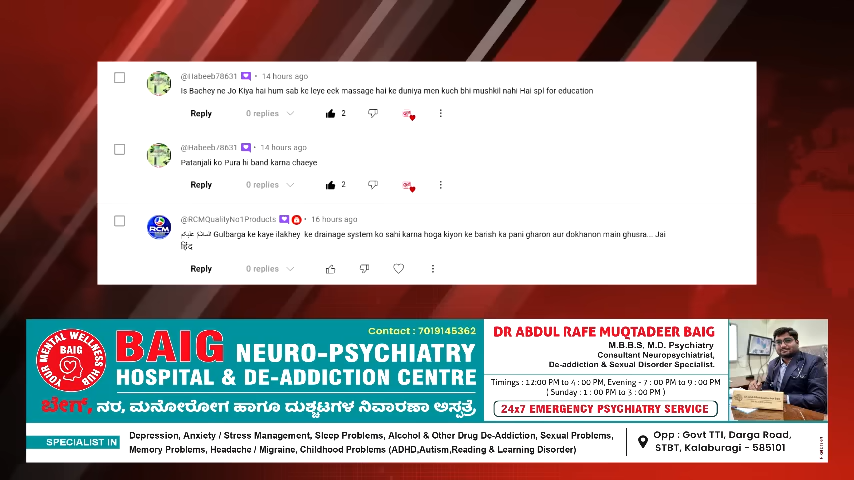 @Habeeb78631 • 14 hours ago
Is Bachey ne Jo Kiya hai hum sab ke leye eek massage hai ke duniya men kuch bhi mushkil nahi Hai spl for education
Reply 0 replies 2
@Habeeb78631 • 14 hours ago
Patanjali ko Pura hi band karna chaeye
Reply 0 replies 2
@RCMQualityNo1Products • 16 hours ago
السلام علیکم Gulbarga ke kaye ilakhey ke drainage system ko sahi karna hoga kiyon ke barish ka pani gharon aur dokhanon main ghusra... Jai
हिंद
Reply 0 replies
RCM
Contact : 7019145362
YOUR MENTAL WELLNESS HUB
BAIG
BAIG NEURO-PSYCHIATRY
HOSPITAL & DE-ADDICTION CENTRE
ಬೇಗ್, ನರ, ಮನೋರೋಗ ಹಾಗೂ ದುಶ್ಚಟಗಳ ನಿವಾರಣಾ ಆಸ್ಪತ್ರೆ
DR ABDUL RAFE MUQTADEER BAIG
M.B.B.S, M.D. Psychiatry
Consultant Neuropsychiatrist,
De-addiction & Sexual Disorder Specialist.
Timings : 12:00 PM to 4 : 00 PM, Evening - 7 : 00 PM to 9 : 00 PM
( Sunday : 1 : 00 PM to 3 : 00 PM )
24x7 EMERGENCY PSYCHIATRY SERVICE
SPECIALIST IN
Depression, Anxiety / Stress Management, Sleep Problems, Alcohol & Other Drug De-Addiction, Sexual Problems,
Memory Problems, Headache / Migraine, Childhood Problems (ADHD,Autism,Reading & Learning Disorder)
Opp : Govt TTI, Darga Road,
STBT, Kalaburagi - 585101